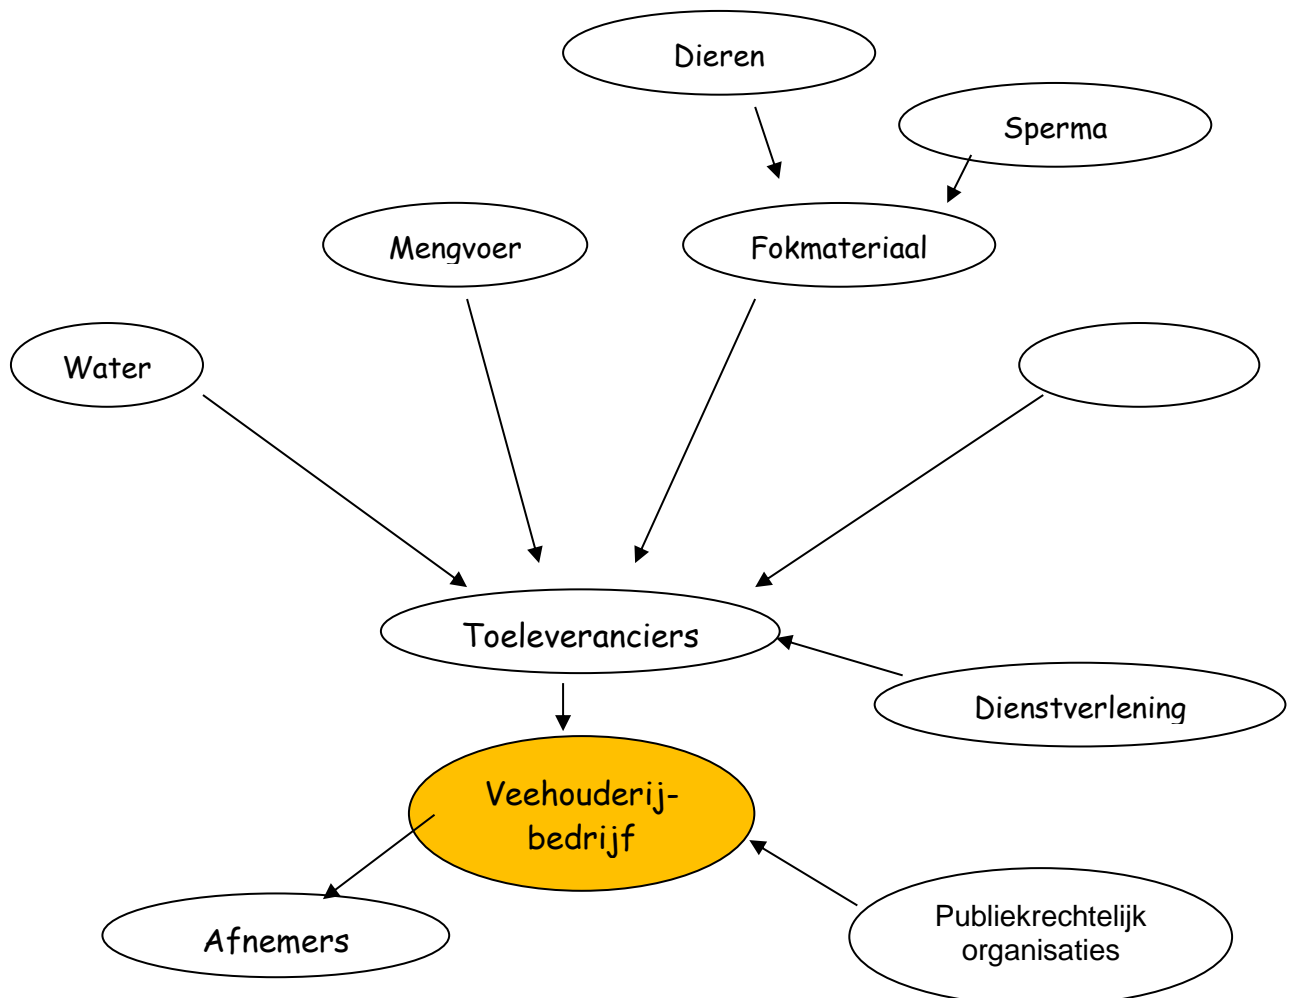 Dieren
Sperma
Mengvoer
Fokmateriaal
Water
Toeleveranciers
Dienstverlening
Veehouderij-
bedrijf
Publiekrechtelijk
organisaties
Afnemers